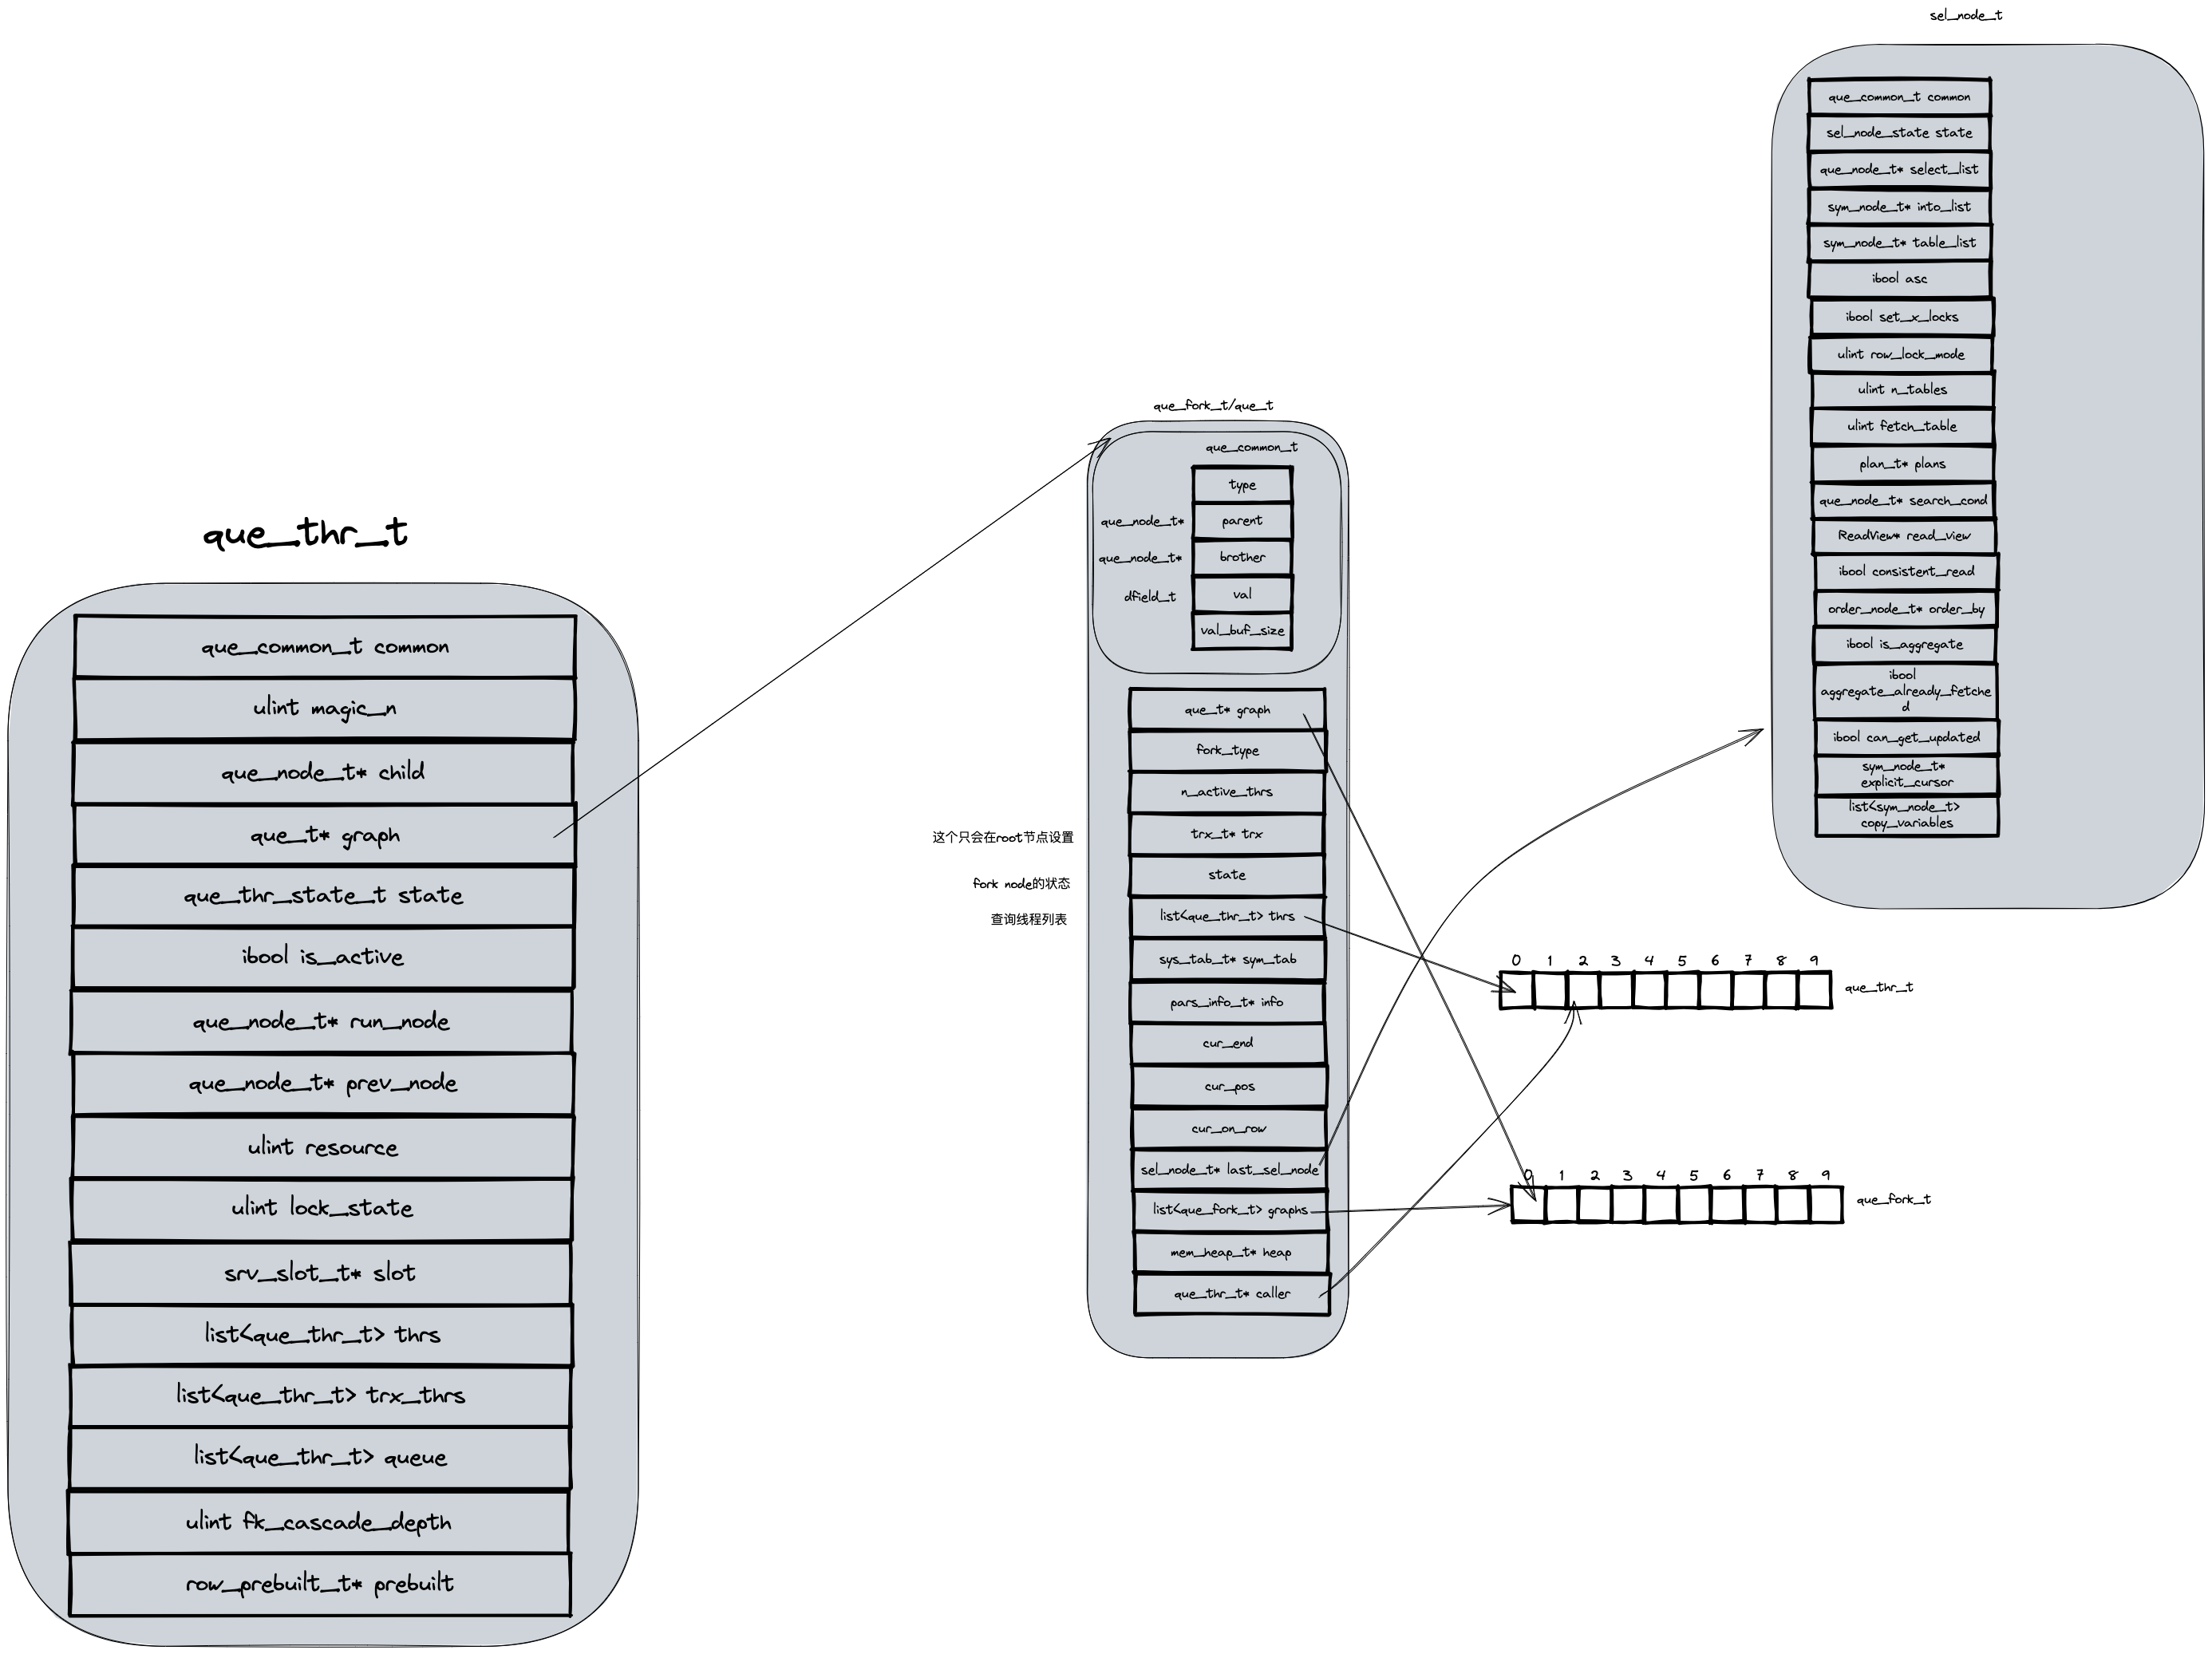 que_thr_t
que_common_t common
ulint magic_n
que_node_t* child
que_t* graph
que_thr_state_t state
ibool is_active
que_node_t* run_node
que_node_t* prev_node
ulint resource
ulint lock_state
srv_slot_t* slot
list<que_thr_t> thrs
list<que_thr_t> trx_thrs
list<que_thr_t> queue
ulint fk_cascade_depth
row_prebuilt_t* prebuilt
que_fork_t/que_t
que_common_t
type
que_node_t* parent
que_node_t* brother
dfield_t val
val_buf_size
que_t* graph
fork_type
n_active_thrs
这个只会在root节点设置 trx_t* trx
fork node的状态 state
查询线程列表 list<que_thr_t> thrs
sys_tab_t* sym_tab
pars_info_t* info
cur_end
cur_pos
cur_on_row
sel_node_t* last_sel_node
list<que_fork_t> graphs
mem_heap_t* heap
que_thr_t* caller
sel_node_t
que_common_t common
sel_node_state state
que_node_t* select_list
sym_node_t* into_list
sym_node_t* table_list
ibool asc
ibool set_x_locks
ulint row_lock_mode
ulint n_tables
ulint fetch_table
plan_t* plans
que_node_t* search_cond
ReadView* read_view
ibool consistent_read
order_node_t* order_by
ibool is_aggregate
ibool
aggregate_already_fetche
d
ibool can_get_updated
sym_node_t*
explicit_cursor
list<sym_node_t>
copy_variables
0 1 2 3 4 5 6 7 8 9
que_thr_t
0 1 2 3 4 5 6 7 8 9
que_fork_t